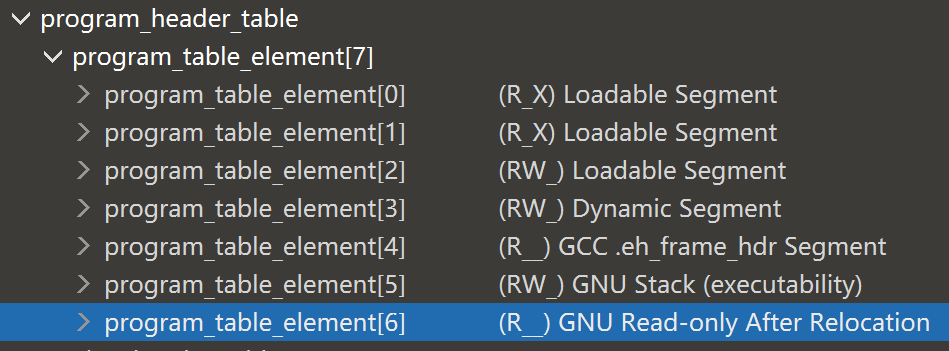 program_header_table
program_table_element[7]
program_table_element[0] (R_X) Loadable Segment
program_table_element[1] (R_X) Loadable Segment
program_table_element[2] (RW_) Loadable Segment
program_table_element[3] (RW_) Dynamic Segment
program_table_element[4] (R__) GCC .eh_frame_hdr Segment
program_table_element[5] (RW_) GNU Stack (executability)
program_table_element[6] (R__) GNU Read-only After Relocation